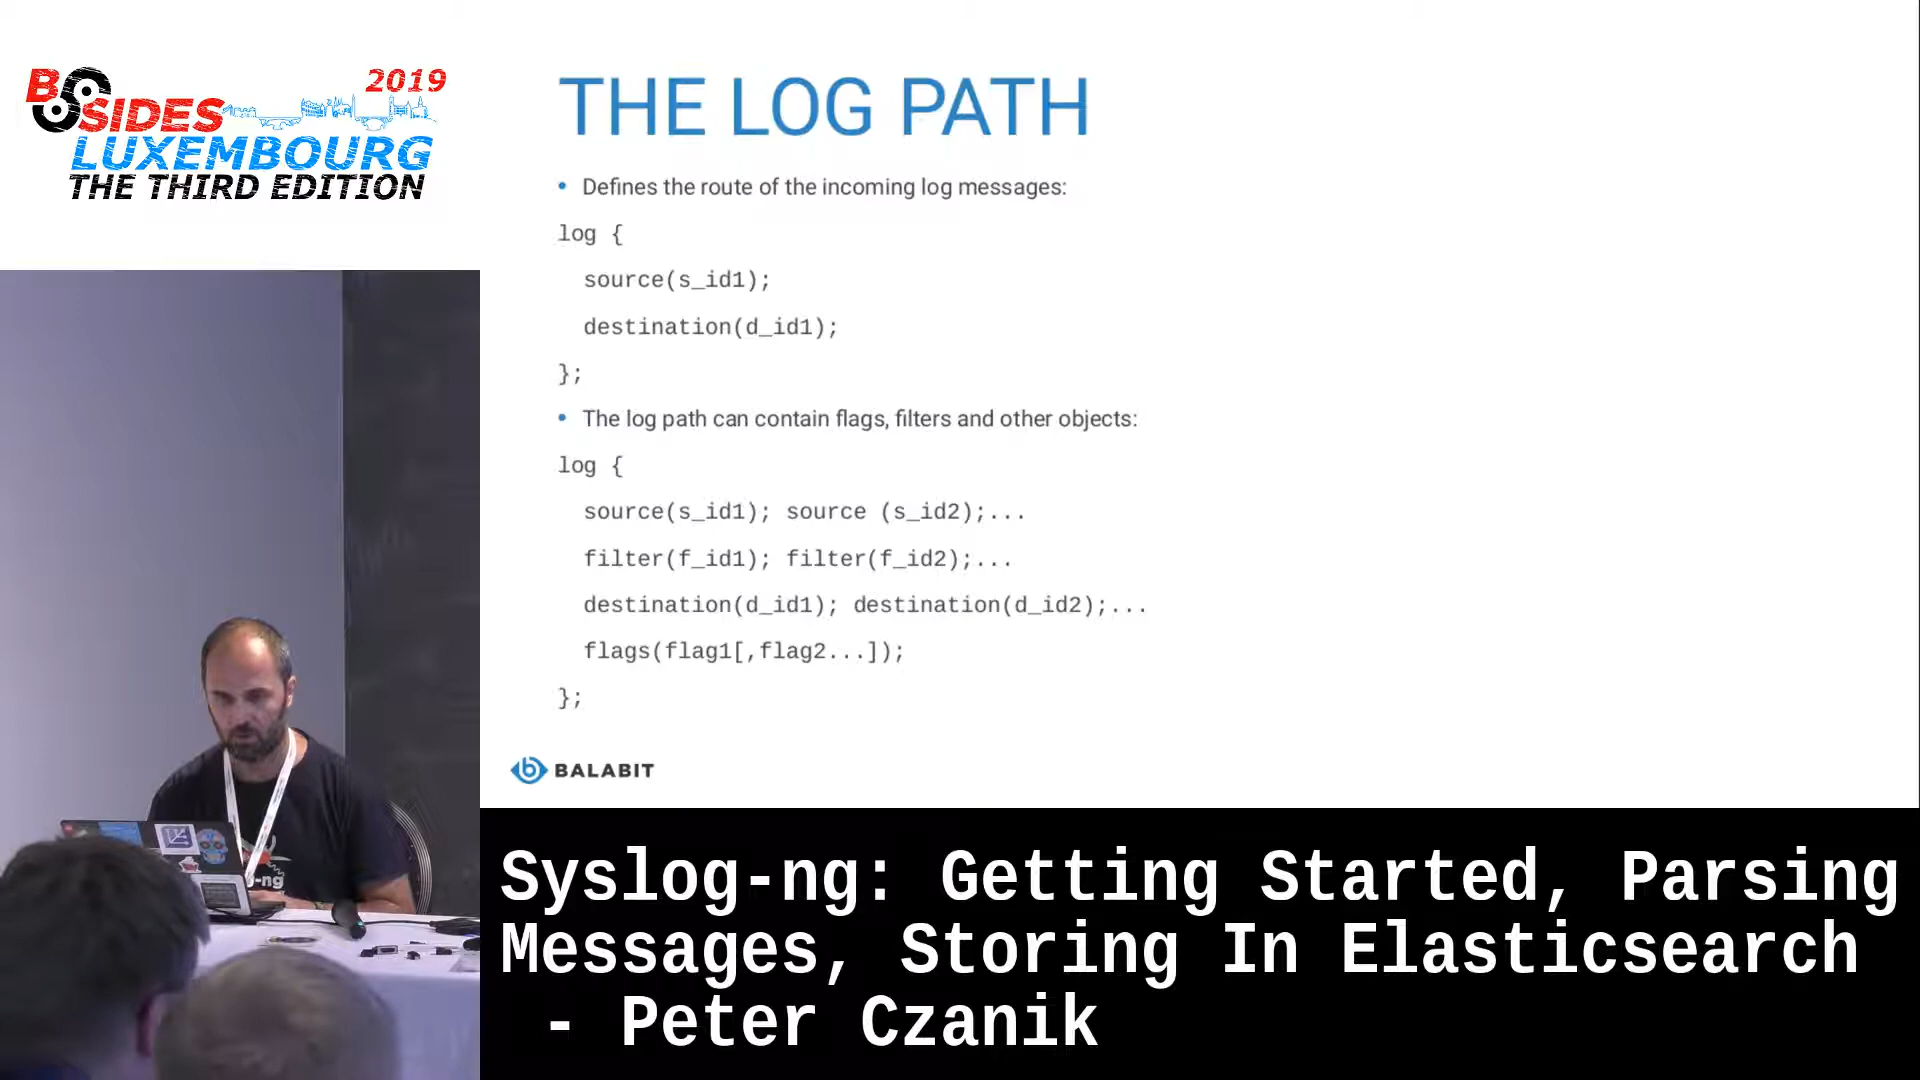 BSIDES 2019
LUXEMBOURG
THE THIRD EDITION
THE LOG PATH
• Defines the route of the incoming log messages:
log {
source(s_id1);
destination(d_id1);
};
• The log path can contain flags, filters and other objects:
log {
source(s_id1); source (s_id2);...
filter(f_id1); filter(f_id2);...
destination(d_id1); destination(d_id2);...
flags(flag1[,flag2...]);
};
BALABIT
-ng
Syslog-ng: Getting Started, Parsing
Messages, Storing In Elasticsearch
- Peter Czanik